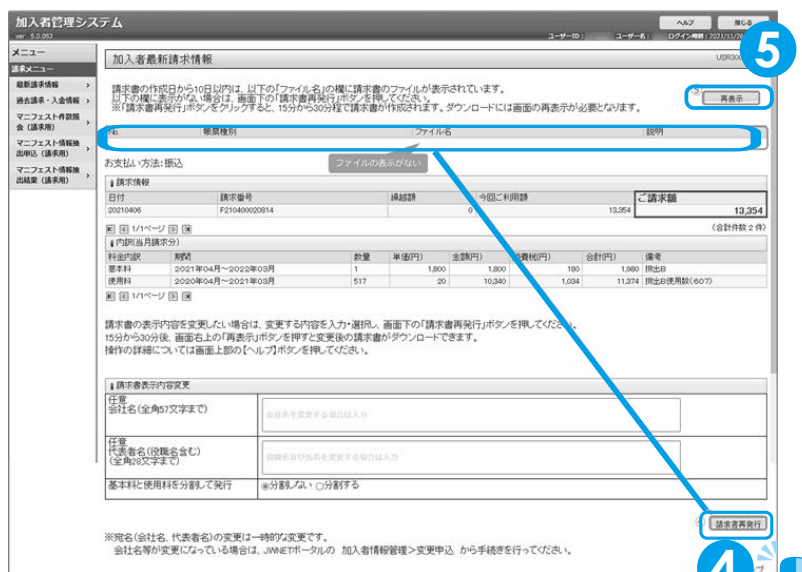 加入者管理システム
ver 5.0.052
ヘルプ 閉じる
ユーザーID: ユーザー名: ログイン時刻:2021/11/26
メニュー
請求メニュー
最新請求情報 ›
過去請求・入金情報 ›
マニフェスト件数照会(請求用) ›
マニフェスト情報抽出申込(請求用) ›
マニフェスト情報抽出結果(請求用) ›
加入者最新請求情報
5
請求書の作成日から10日以内は、以下の「ファイル名」の欄に請求書のファイルが表示されています。
以下の欄に表示がない場合は、画面下の「請求書再発行」ボタンを押してください。
※「請求書再発行」ボタンをクリックすると、15分から30分程で請求書が作成されます。ダウンロードには画面の再表示が必要となります。
再表示
No. 帳票種別 ファイル名 説明
お支払い方法:振込
ファイルの表示がない
請求情報
日付 請求番号 繰越額 今回ご利用額 ご請求額
20210406 F210400020814 0 13,354 13,354
1/1ページ (合計件数 2 件)
内訳(当月請求分)
料金内訳 期間 数量 単価(円) 金額(円) 消費税(円) 合計(円) 備考
基本料 2021年04月～2022年03月 1 1,800 1,800 180 1,980 排出B
使用料 2020年04月～2021年03月 517 20 10,340 1,034 11,374 排出B使用数(607)
1/1ページ
請求書の表示内容を変更したい場合は、変更する内容を入力・選択し、画面下の「請求書再発行」ボタンを押してください。
15分から30分後、画面右上の「再表示」ボタンを押すと変更後の請求書がダウンロードできます。
操作の詳細については画面上部の【ヘルプ】ボタンを押してください。
請求書表示内容変更
任意
会社名(全角57文字まで)
会社名を変更する場合は入力
任意
代表者名(役職名含む)
(全角28文字まで)
役職名及び氏名を変更する場合は入力
基本料と使用料を分割して発行 ◉分割しない ○分割する
請求書再発行
※宛名(会社名、代表者名)の変更は一時的な変更です。
会社名等が変更になっている場合は、JWNETポータルの 加入者情報管理>変更申込 から手続きを行ってください。
4